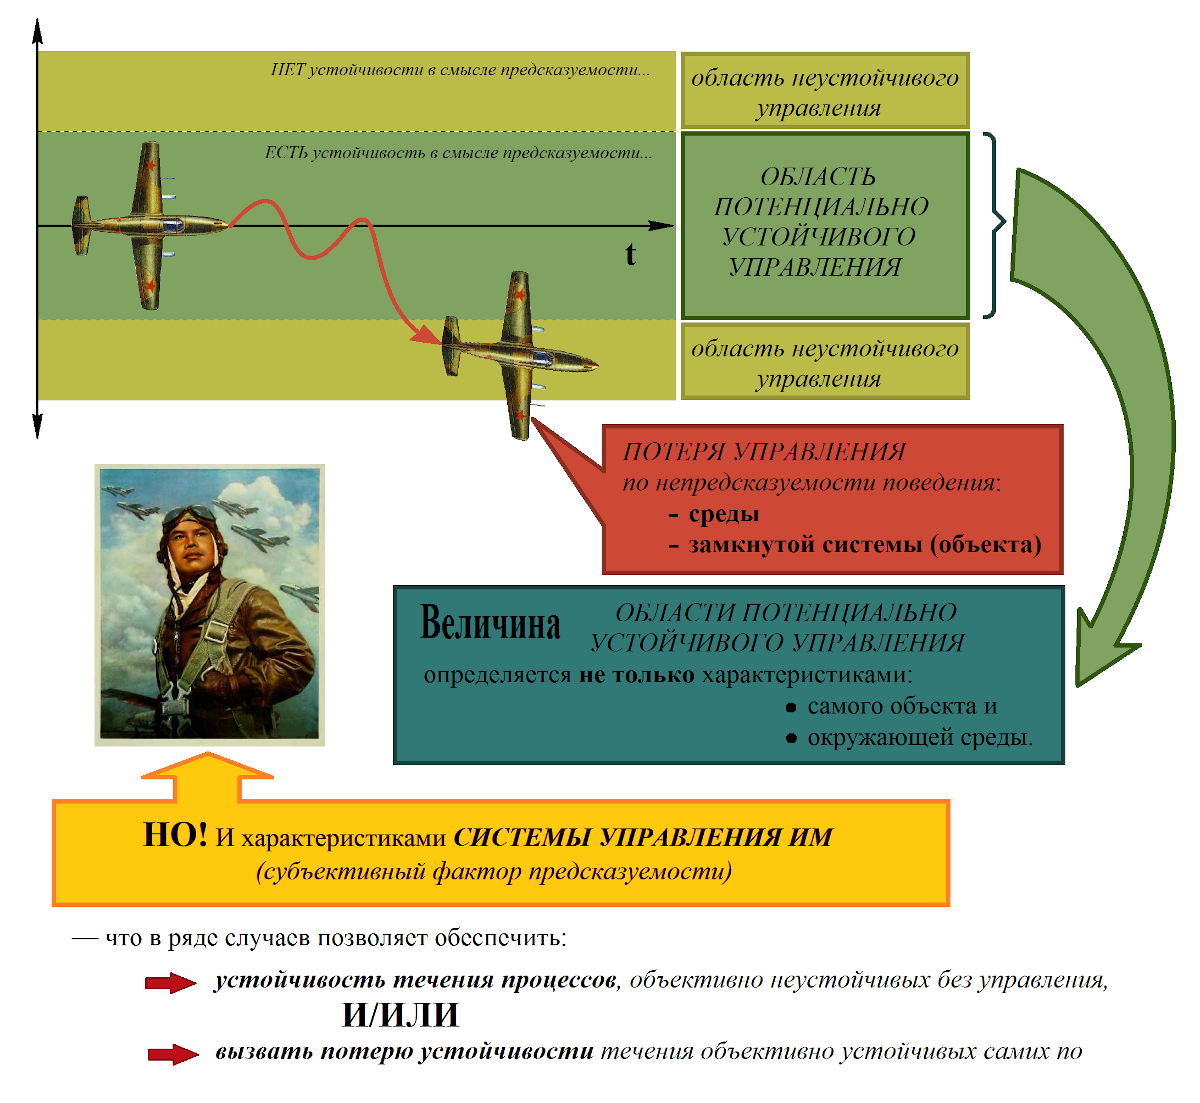 НЕТ устойчивости в смысле предсказуемости...
область неустойчивого
управления
ЕСТЬ устойчивость в смысле предсказуемости...
ОБЛАСТЬ
ПОТЕНЦИАЛЬНО
УСТОЙЧИВОГО
УПРАВЛЕНИЯ
t
область неустойчивого
управления
ПОТЕРЯ УПРАВЛЕНИЯ
по непредсказуемости поведения:
- среды
- замкнутой системы (объекта)
Величина ОБЛАСТИ ПОТЕНЦИАЛЬНО
УСТОЙЧИВОГО УПРАВЛЕНИЯ
определяется не только характеристиками:
● самого объекта и
● окружающей среды.
НО! И характеристиками СИСТЕМЫ УПРАВЛЕНИЯ ИМ
(субъективный фактор предсказуемости)
— что в ряде случаев позволяет обеспечить:
устойчивость течения процессов, объективно неустойчивых без управления,
И/ИЛИ
вызвать потерю устойчивости течения объективно устойчивых самих по